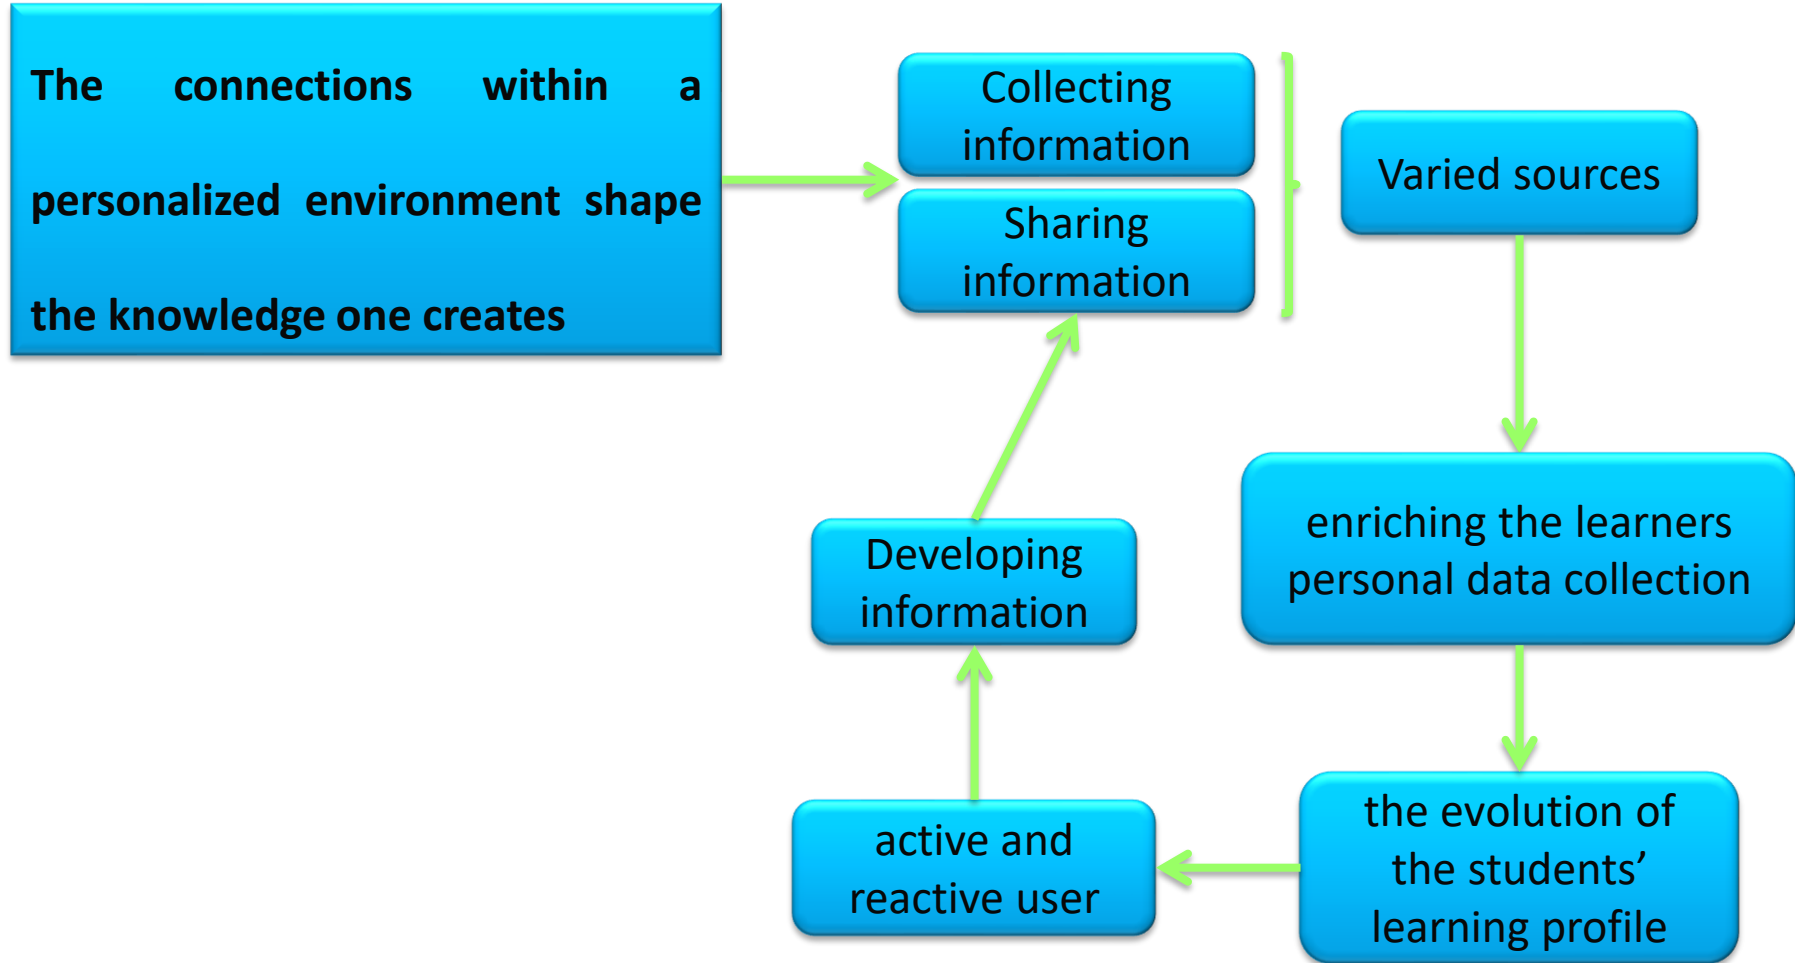 The connections within a
personalized environment shape
the knowledge one creates
Collecting
information
Sharing
information
Varied sources
enriching the learners
personal data collection
the evolution of
the students’
learning profile
active and
reactive user
Developing
information